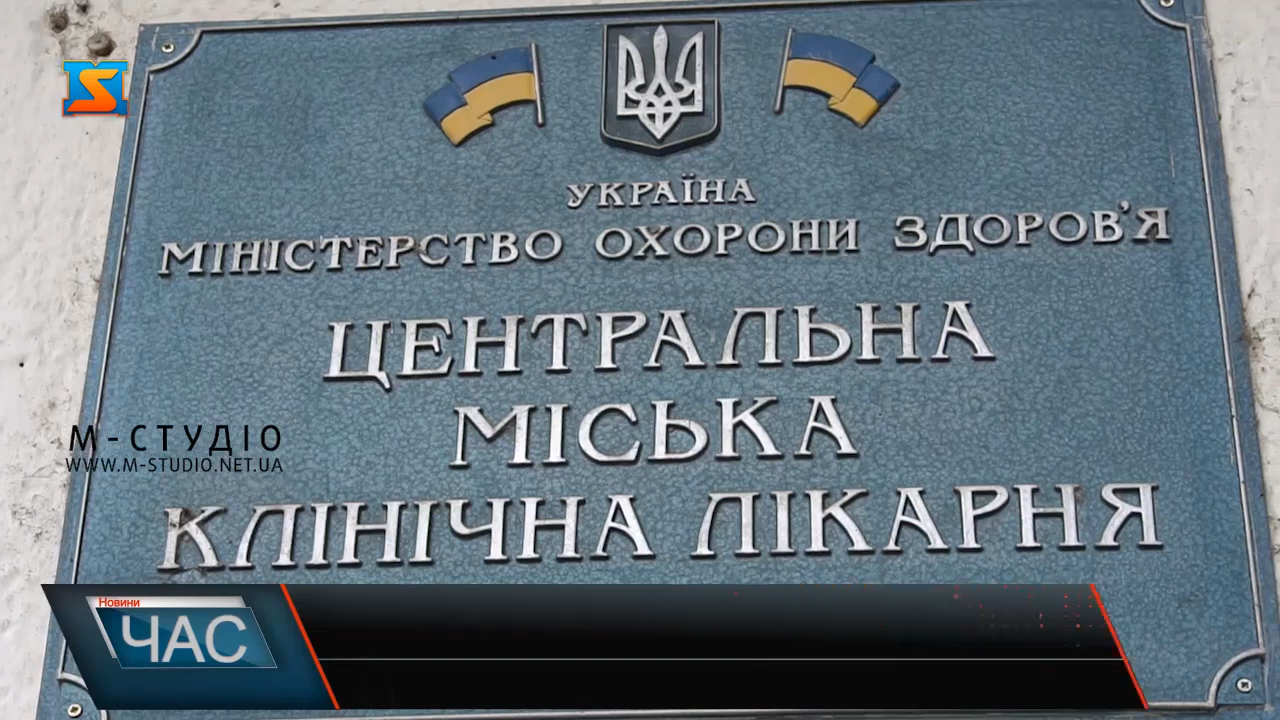 УКРАЇНА
МІНІСТЕРСТВО ОХОРОНИ ЗДОРОВ'Я
ЦЕНТРАЛЬНА
МІСЬКА
КЛІНІЧНА ЛІКАРНЯ
М-СТУДІО
WWW.M-STUDIO.NET.UA
Новини
ЧАС